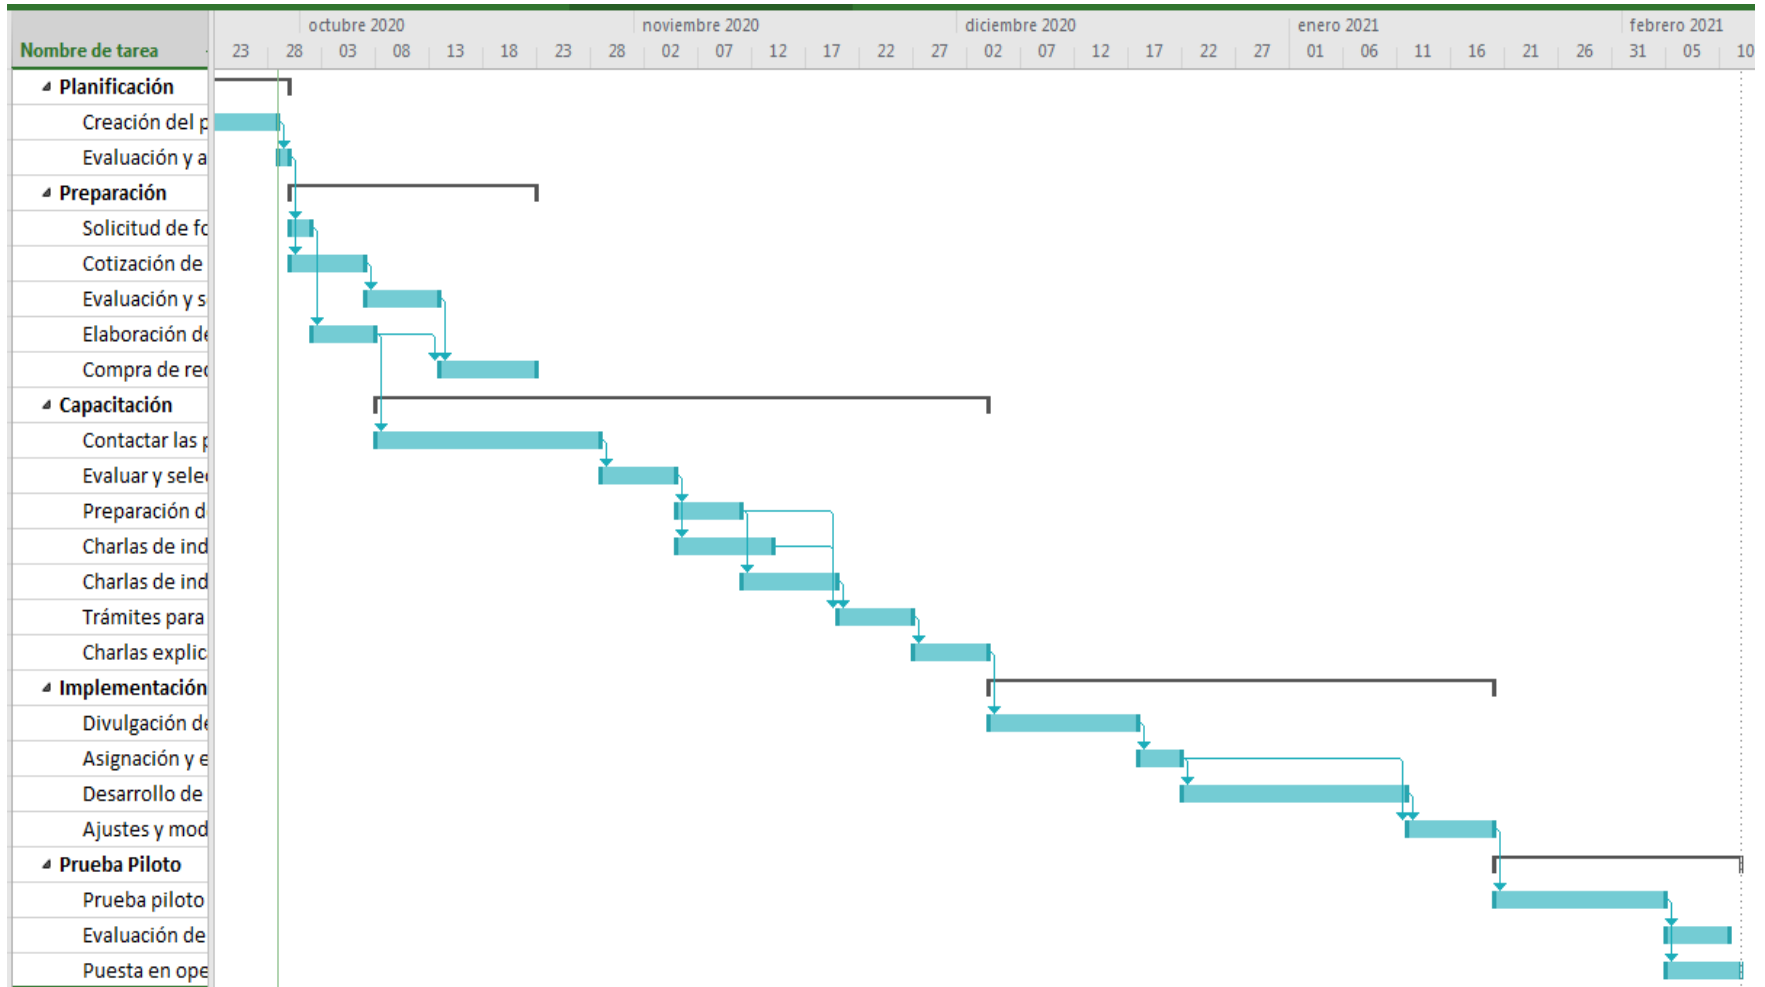 octubre 2020 noviembre 2020 diciembre 2020 enero 2021 febrero 2021
Nombre de tarea 23 28 03 08 13 18 23 28 02 07 12 17 22 27 02 07 12 17 22 27 01 06 11 16 21 26 31 05 10
Planificación
Creación del p
Evaluación y a
Preparación
Solicitud de fo
Cotización de
Evaluación y s
Elaboración de
Compra de rec
Capacitación
Contactar las p
Evaluar y selec
Preparación d
Charlas de ind
Charlas de ind
Trámites para
Charlas explic
Implementación
Divulgación de
Asignación y e
Desarrollo de
Ajustes y mod
Prueba Piloto
Prueba piloto
Evaluación de
Puesta en ope